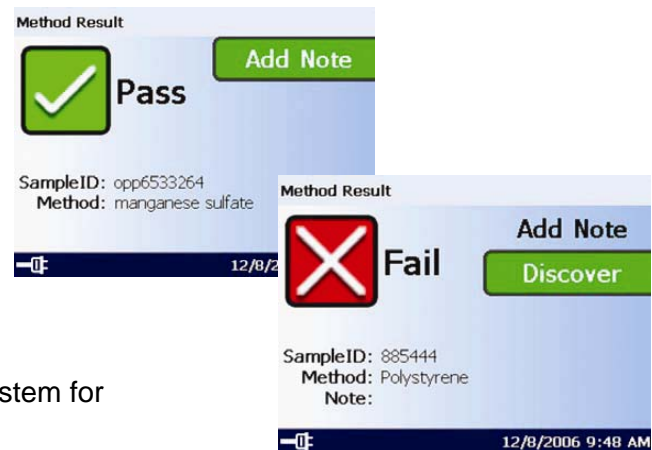 Method Result
Add Note
Pass
SampleID: opp6533264
Method: manganese sulfate
12/8/2
Method Result
Add Note
Fail
Discover
SampleID: 885444
Method: Polystyrene
Note:
12/8/2006 9:48 AM
stem for